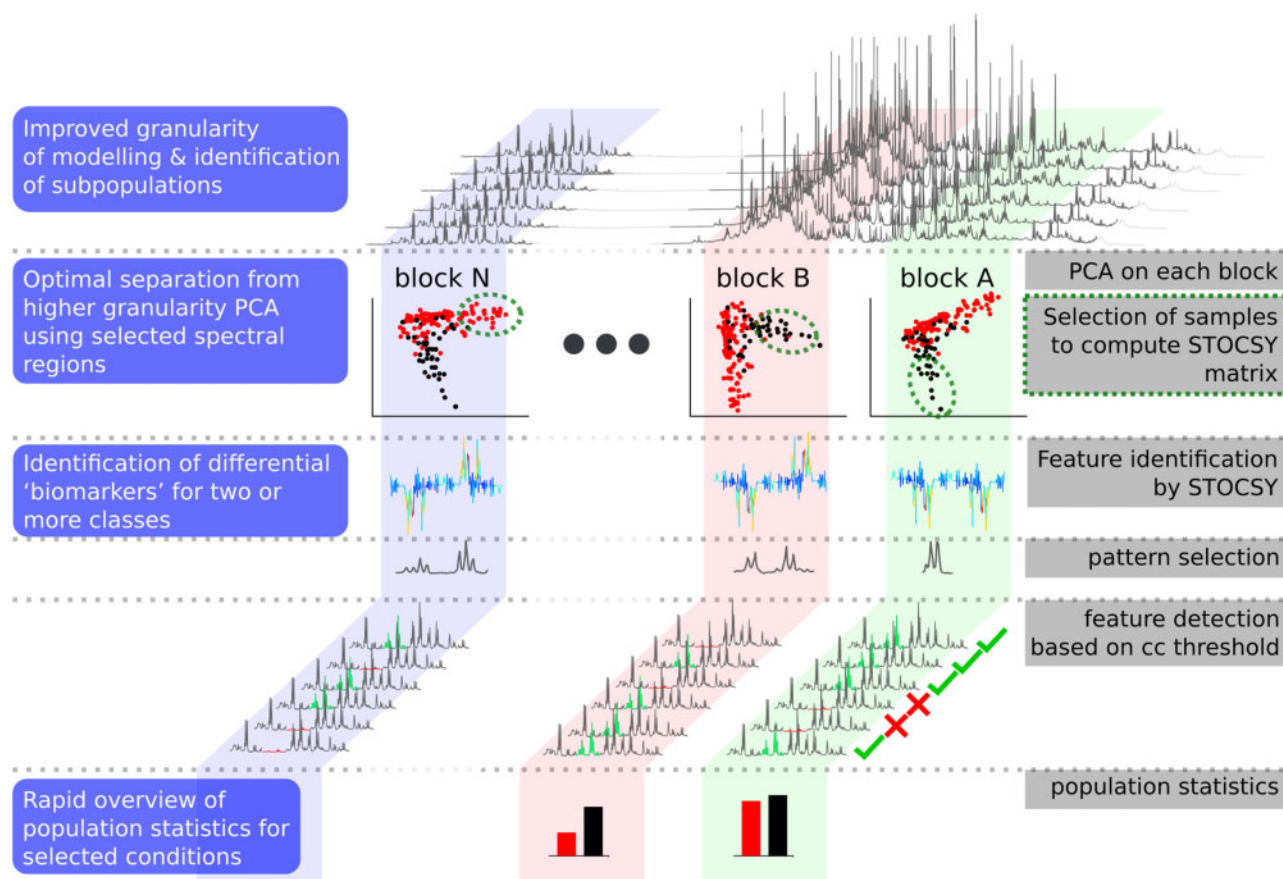 Improved granularity
of modelling & identification
of subpopulations
Optimal separation from
higher granularity PCA
using selected spectral
regions
block N
block B
block A
PCA on each block
Selection of samples
to compute STOCSY
matrix
Identification of differential
‘biomarkers’ for two or
more classes
Feature identification
by STOCSY
pattern selection
feature detection
based on cc threshold
Rapid overview of
population statistics for
selected conditions
population statistics